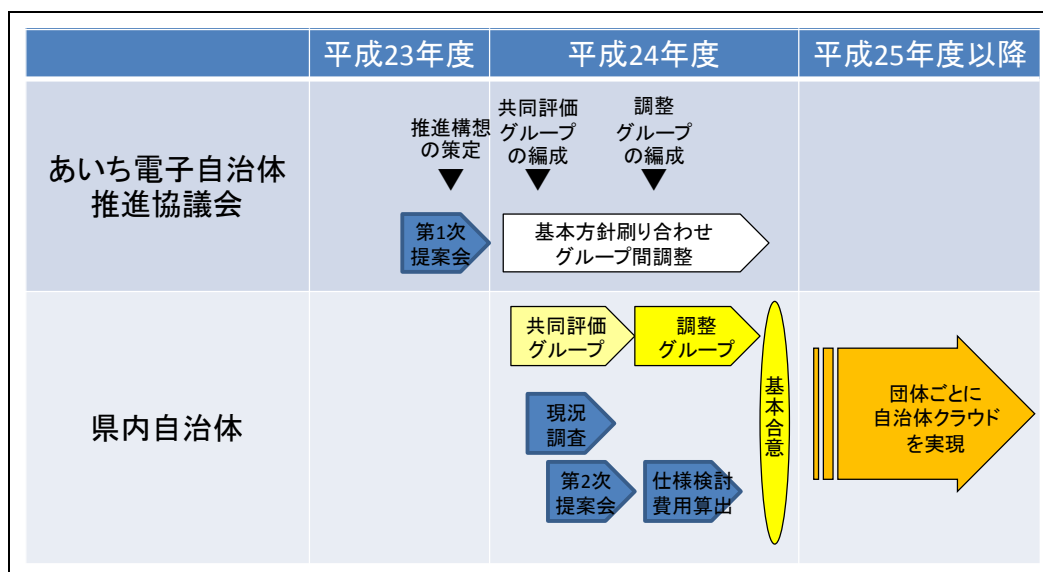 平成23年度
平成24年度
平成25年度以降
あいち電子自治体
推進協議会
推進構想
の策定
共同評価
グループ
の編成
調整
グループ
の編成
第1次
提案会
基本方針刷り合わせ
グループ間調整
県内自治体
共同評価
グループ
調整
グループ
現況
調査
第2次
提案会
仕様検討
費用算出
基本合意
団体ごとに
自治体クラウド
を実現